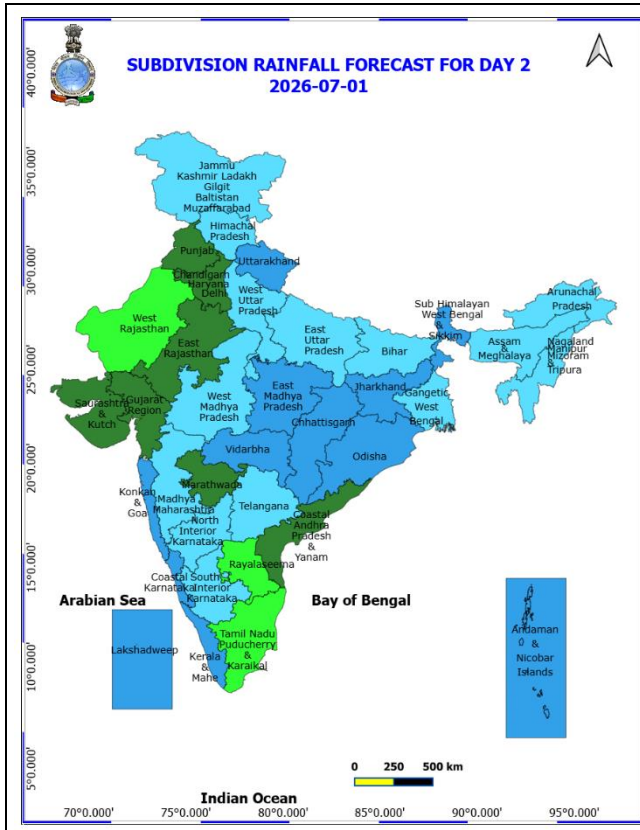 SUBDIVISION RAINFALL FORECAST FOR DAY 2
2026-07-01
40°0.000'
35°0.000'
30°0.000'
25°0.000'
20°0.000'
15°0.000'
10°0.000'
5°0.000'
Jammu
Kashmir Ladakh
Gilgit
Baltistan
Muzaffarabad
Himachal
Pradesh
Punjab
Uttarakhand
Chandigarh
Haryana
Delhi
West
Uttar
Pradesh
West
Rajasthan
East
Rajasthan
East
Uttar
Pradesh
Bihar
Sub Himalayan
West Bengal
&
Sikkim
Arunachal
Pradesh
Assam
&
Meghalaya
Nagaland
Manipur
Mizoram
&
Tripura
Saurashtra
&
Kutch
Gujarat
Region
West
Madhya
Pradesh
East
Madhya
Pradesh
Jharkhand
Gangetic
West
Bengal
Chhattisgarh
Vidarbha
Odisha
Konkan
&
Goa
Madhya
Maharashtra
Marathwada
Telangana
North
Interior
Karnataka
Coastal
Andhra
Pradesh
&
Yanam
Rayalaseema
Coastal
Karnataka
South
Interior
Karnataka
Arabian Sea
Bay of Bengal
Lakshadweep
Kerala
&
Mahe
Tamil Nadu
Puducherry
&
Karaikal
Andaman
&
Nicobar
Islands
0 250 500 km
Indian Ocean
70°0.000' 75°0.000' 80°0.000' 85°0.000' 90°0.000' 95°0.000'